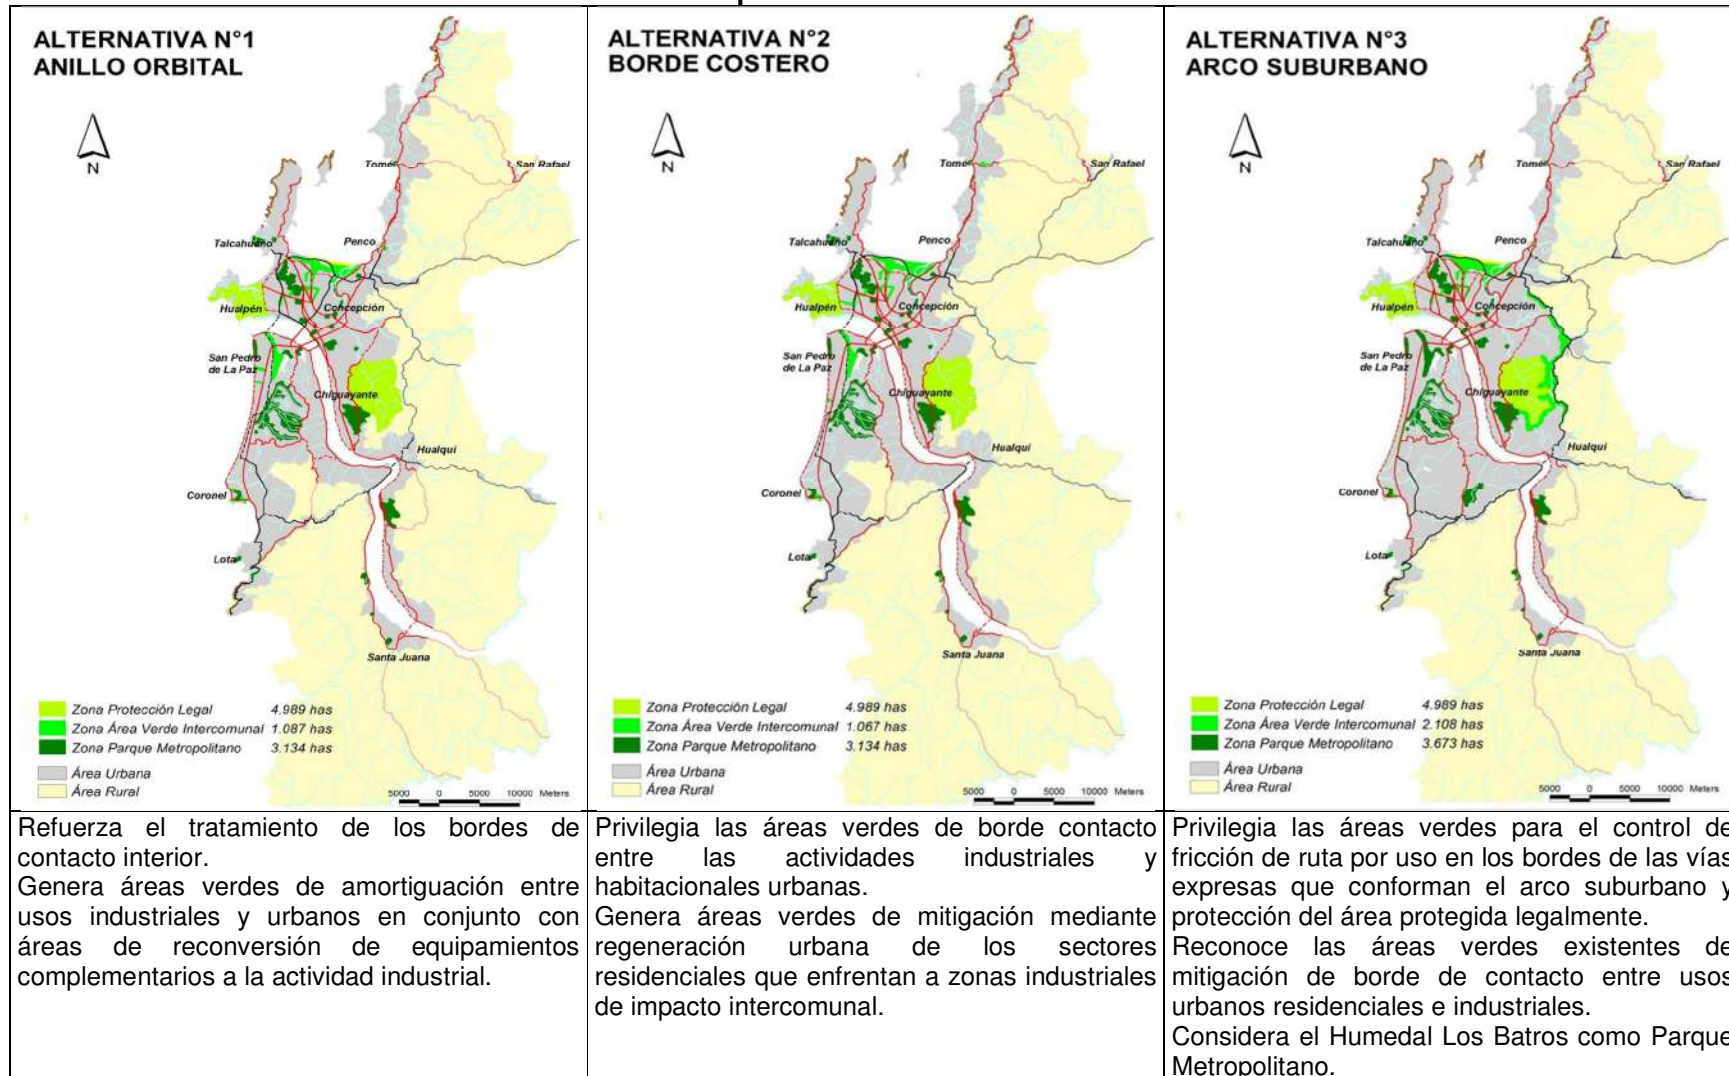 ALTERNATIVA N°1
ANILLO ORBITAL
N
Tomé
San Rafael
Talcahuano
Penco
Hualpén
Concepción
San Pedro
de La Paz
Chiguayante
Hualqui
Coronel
Lota
Santa Juana
Zona Protección Legal 4.989 has
Zona Área Verde Intercomunal 1.087 has
Zona Parque Metropolitano 3.134 has
Área Urbana
Área Rural
5000 0 5000 10000 Meters
Refuerza el tratamiento de los bordes de
contacto interior.
Genera áreas verdes de amortiguación entre
usos industriales y urbanos en conjunto con
áreas de reconversión de equipamientos
complementarios a la actividad industrial.
ALTERNATIVA N°2
BORDE COSTERO
N
Tomé
San Rafael
Talcahuano
Penco
Hualpén
Concepción
San Pedro
de La Paz
Chiguayante
Hualqui
Coronel
Lota
Santa Juana
Zona Protección Legal 4.989 has
Zona Área Verde Intercomunal 1.067 has
Zona Parque Metropolitano 3.134 has
Área Urbana
Área Rural
5000 0 5000 10000 Meters
Privilegia las áreas verdes de borde contacto
entre las actividades industriales y
habitacionales urbanas.
Genera áreas verdes de mitigación mediante
regeneración urbana de los sectores
residenciales que enfrentan a zonas industriales
de impacto intercomunal.
ALTERNATIVA N°3
ARCO SUBURBANO
N
Tomé
San Rafael
Talcahuano
Penco
Hualpén
Concepción
San Pedro
de La Paz
Chiguayante
Hualqui
Coronel
Lota
Santa Juana
Zona Protección Legal 4.989 has
Zona Área Verde Intercomunal 2.108 has
Zona Parque Metropolitano 3.673 has
Área Urbana
Área Rural
5000 0 5000 10000 Meters
Privilegia las áreas verdes para el control de
fricción de ruta por uso en los bordes de las vías
expresas que conforman el arco suburbano y
protección del área protegida legalmente.
Reconoce las áreas verdes existentes de
mitigación de borde de contacto entre usos
urbanos residenciales e industriales.
Considera el Humedal Los Batros como Parque
Metropolitano.